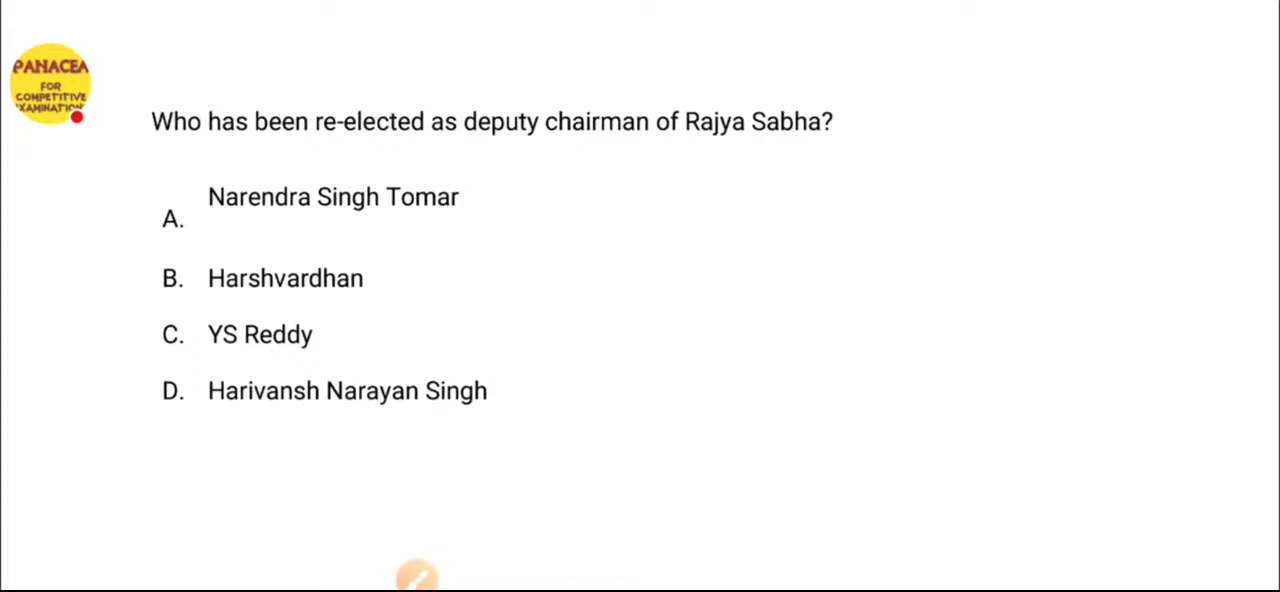 PANACEA
FOR
COMPETITIVE
EXAMINATION
Who has been re-elected as deputy chairman of Rajya Sabha?
Narendra Singh Tomar
A.
B. Harshvardhan
C. YS Reddy
D. Harivansh Narayan Singh